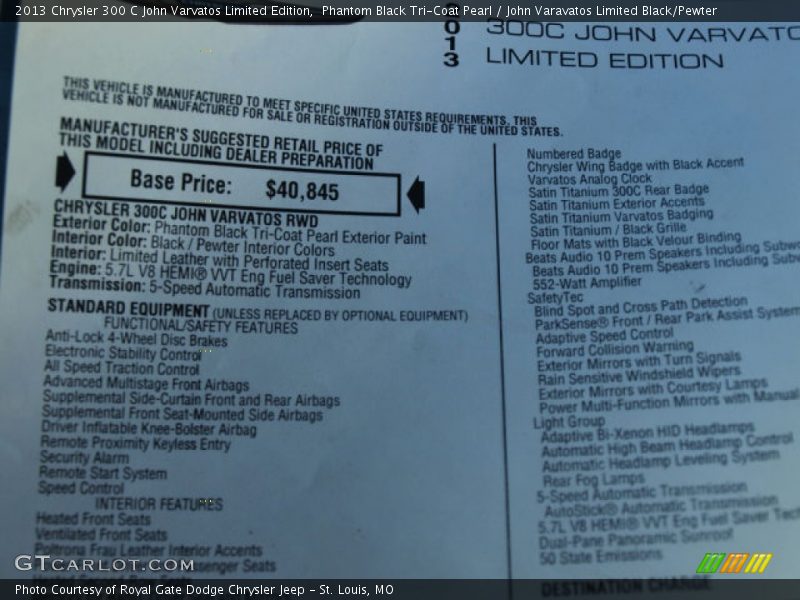 2013 Chrysler 300 C John Varvatos Limited Edition, Phantom Black Tri-Coat Pearl / John Varavatos Limited Black/Pewter
2013
300C JOHN VARVATO
LIMITED EDITION
THIS VEHICLE IS MANUFACTURED TO MEET SPECIFIC UNITED STATES REQUIREMENTS. THIS
VEHICLE IS NOT MANUFACTURED FOR SALE OR REGISTRATION OUTSIDE OF THE UNITED STATES.
MANUFACTURER'S SUGGESTED RETAIL PRICE OF
THIS MODEL INCLUDING DEALER PREPARATION
Base Price: $40,845
CHRYSLER 300C JOHN VARVATOS RWD
Exterior Color: Phantom Black Tri-Coat Pearl Exterior Paint
Interior Color: Black / Pewter Interior Colors
Interior: Limited Leather with Perforated Insert Seats
Engine: 5.7L V8 HEMI® VVT Eng Fuel Saver Technology
Transmission: 5-Speed Automatic Transmission
STANDARD EQUIPMENT (UNLESS REPLACED BY OPTIONAL EQUIPMENT)
FUNCTIONAL/SAFETY FEATURES
Anti-Lock 4-Wheel Disc Brakes
Electronic Stability Control
All Speed Traction Control
Advanced Multistage Front Airbags
Supplemental Side-Curtain Front and Rear Airbags
Supplemental Front Seat-Mounted Side Airbags
Driver Inflatable Knee-Bolster Airbag
Remote Proximity Keyless Entry
Security Alarm
Remote Start System
Speed Control
INTERIOR FEATURES
Heated Front Seats
Ventilated Front Seats
Poltrona Frau Leather Interior Accents
Passenger Seats
Numbered Badge
Chrysler Wing Badge with Black Accent
Varvatos Analog Clock
Satin Titanium 300C Rear Badge
Satin Titanium Exterior Accents
Satin Titanium Varvatos Badging
Satin Titanium / Black Grille
Floor Mats with Black Velour Binding
Beats Audio 10 Prem Speakers Including Subwo
Beats Audio 10 Prem Speakers Including Subw
552-Watt Amplifier
SafetyTec
Blind Spot and Cross Path Detection
ParkSense® Front / Rear Park Assist System
Adaptive Speed Control
Forward Collision Warning
Exterior Mirrors with Turn Signals
Rain Sensitive Windshield Wipers
Exterior Mirrors with Courtesy Lamps
Power Multi-Function Mirrors with Manual
Light Group
Adaptive Bi-Xenon HID Headlamps
Automatic High Beam Headlamp Control
Automatic Headlamp Leveling System
Rear Fog Lamps
5-Speed Automatic Transmission
AutoStick® Automatic Transmission
5.7L V8 HEMI® VVT Eng Fuel Saver Tech
Dual-Pane Panoramic Sunroof
50 State Emissions
DESTINATION CHARGE
GTCARLOT.COM
Photo Courtesy of Royal Gate Dodge Chrysler Jeep - St. Louis, MO